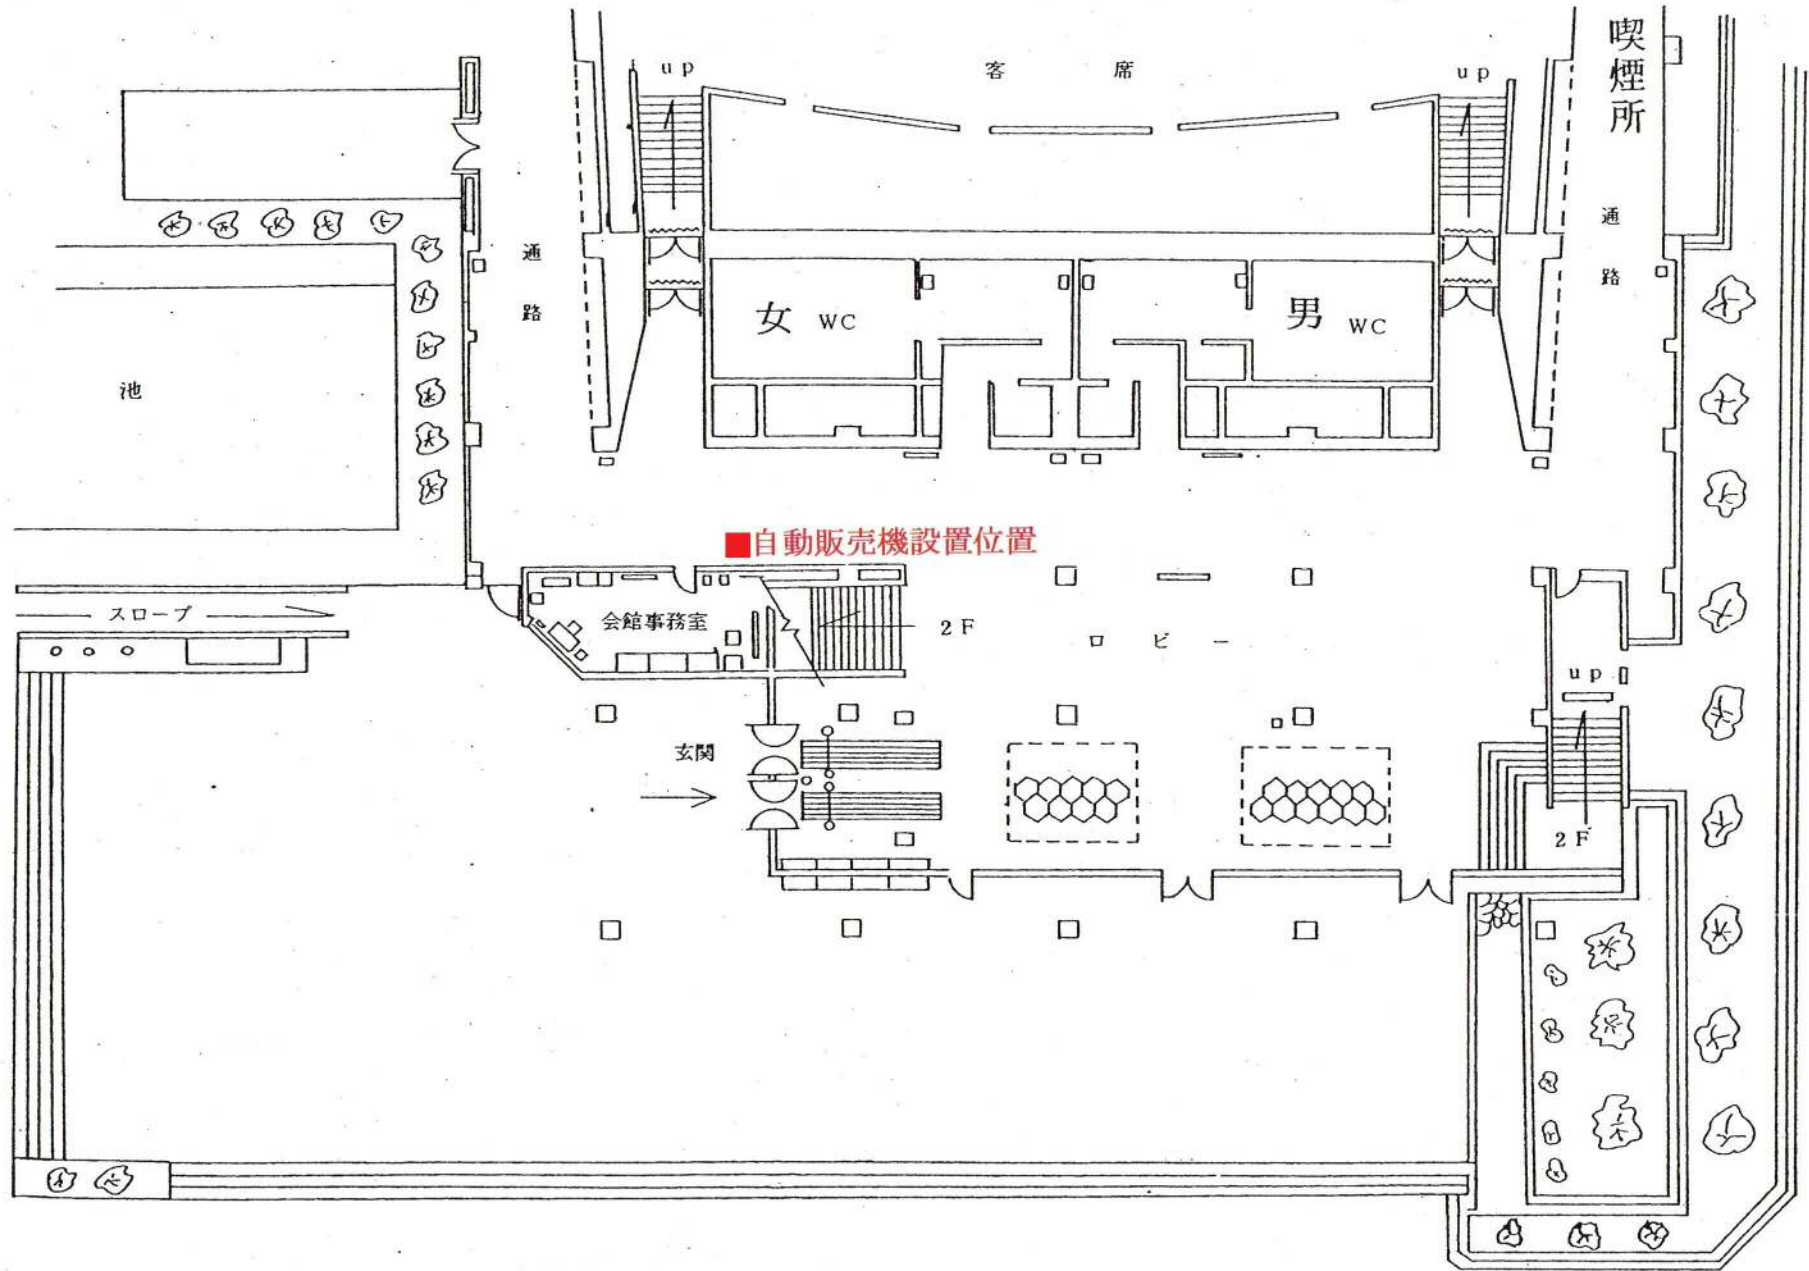 up
客席
up
喫煙所
通路
通路
女 WC
男 WC
池
■自動販売機設置位置
スロープ
会館事務室
2F
ロビー
up
玄関
2F